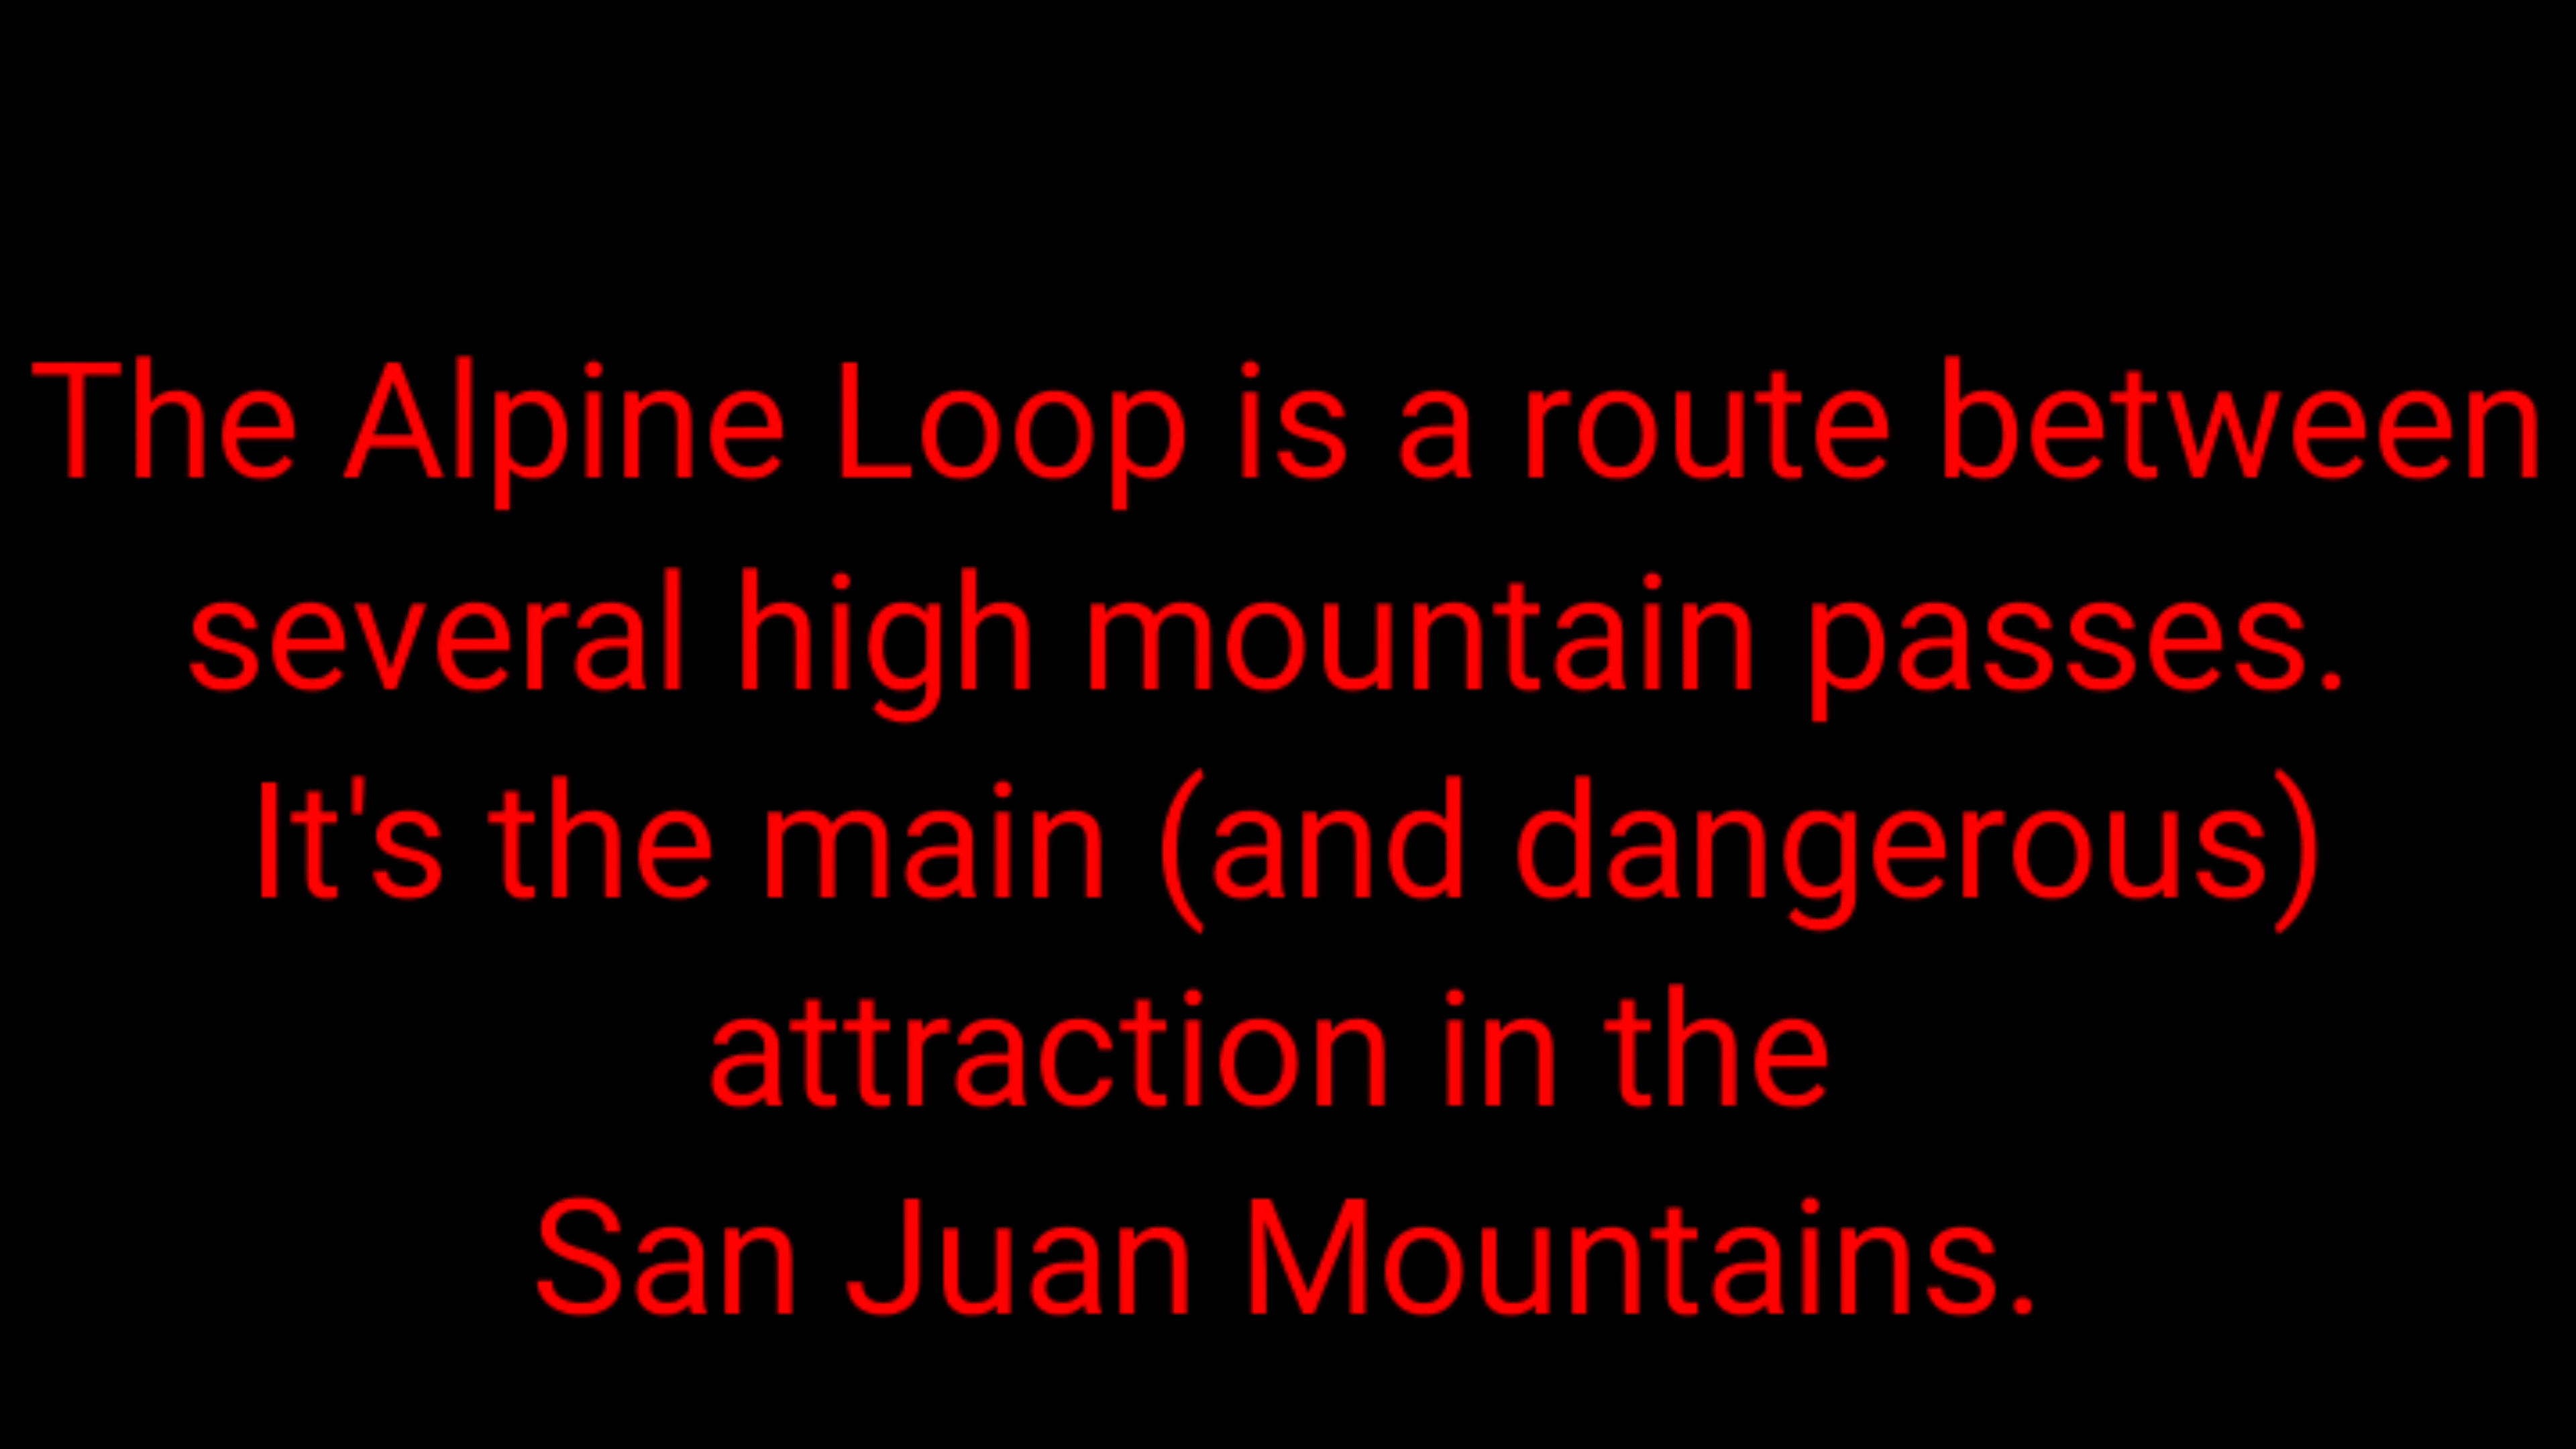 The Alpine Loop is a route between
several high mountain passes.
It's the main (and dangerous)
attraction in the
San Juan Mountains.